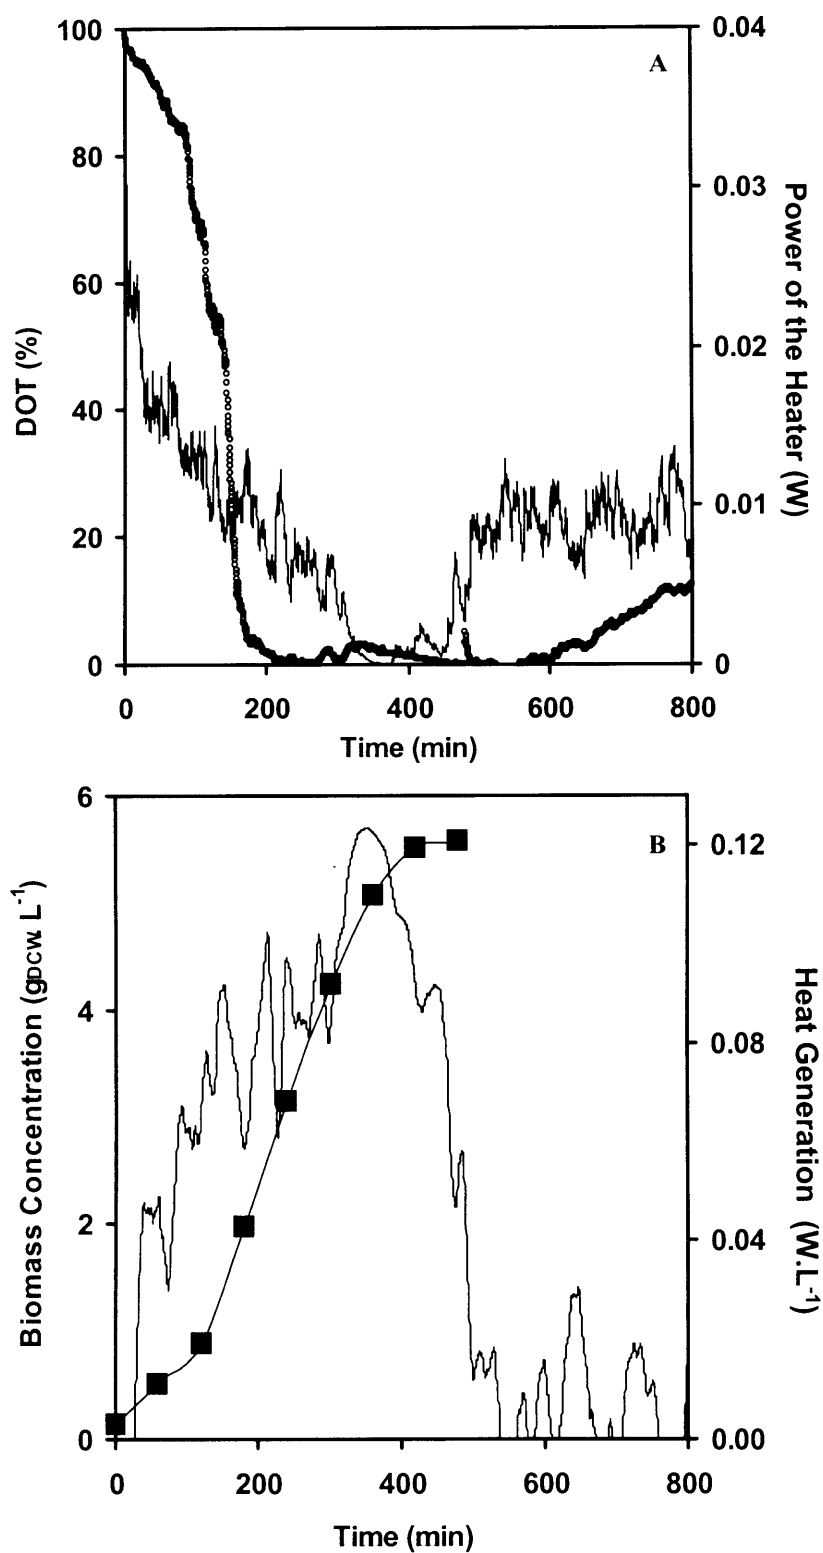 100
80
60
40
20
0
DOT (%)
A
0.04
0.03
0.02
0.01
0
Power of the Heater (W)
0 200 400 600 800
Time (min)
6
4
2
0
Biomass Concentration (gDCW. L-1)
B
0.12
0.08
0.04
0.00
Heat Generation (W.L-1)
0 200 400 600 800
Time (min)